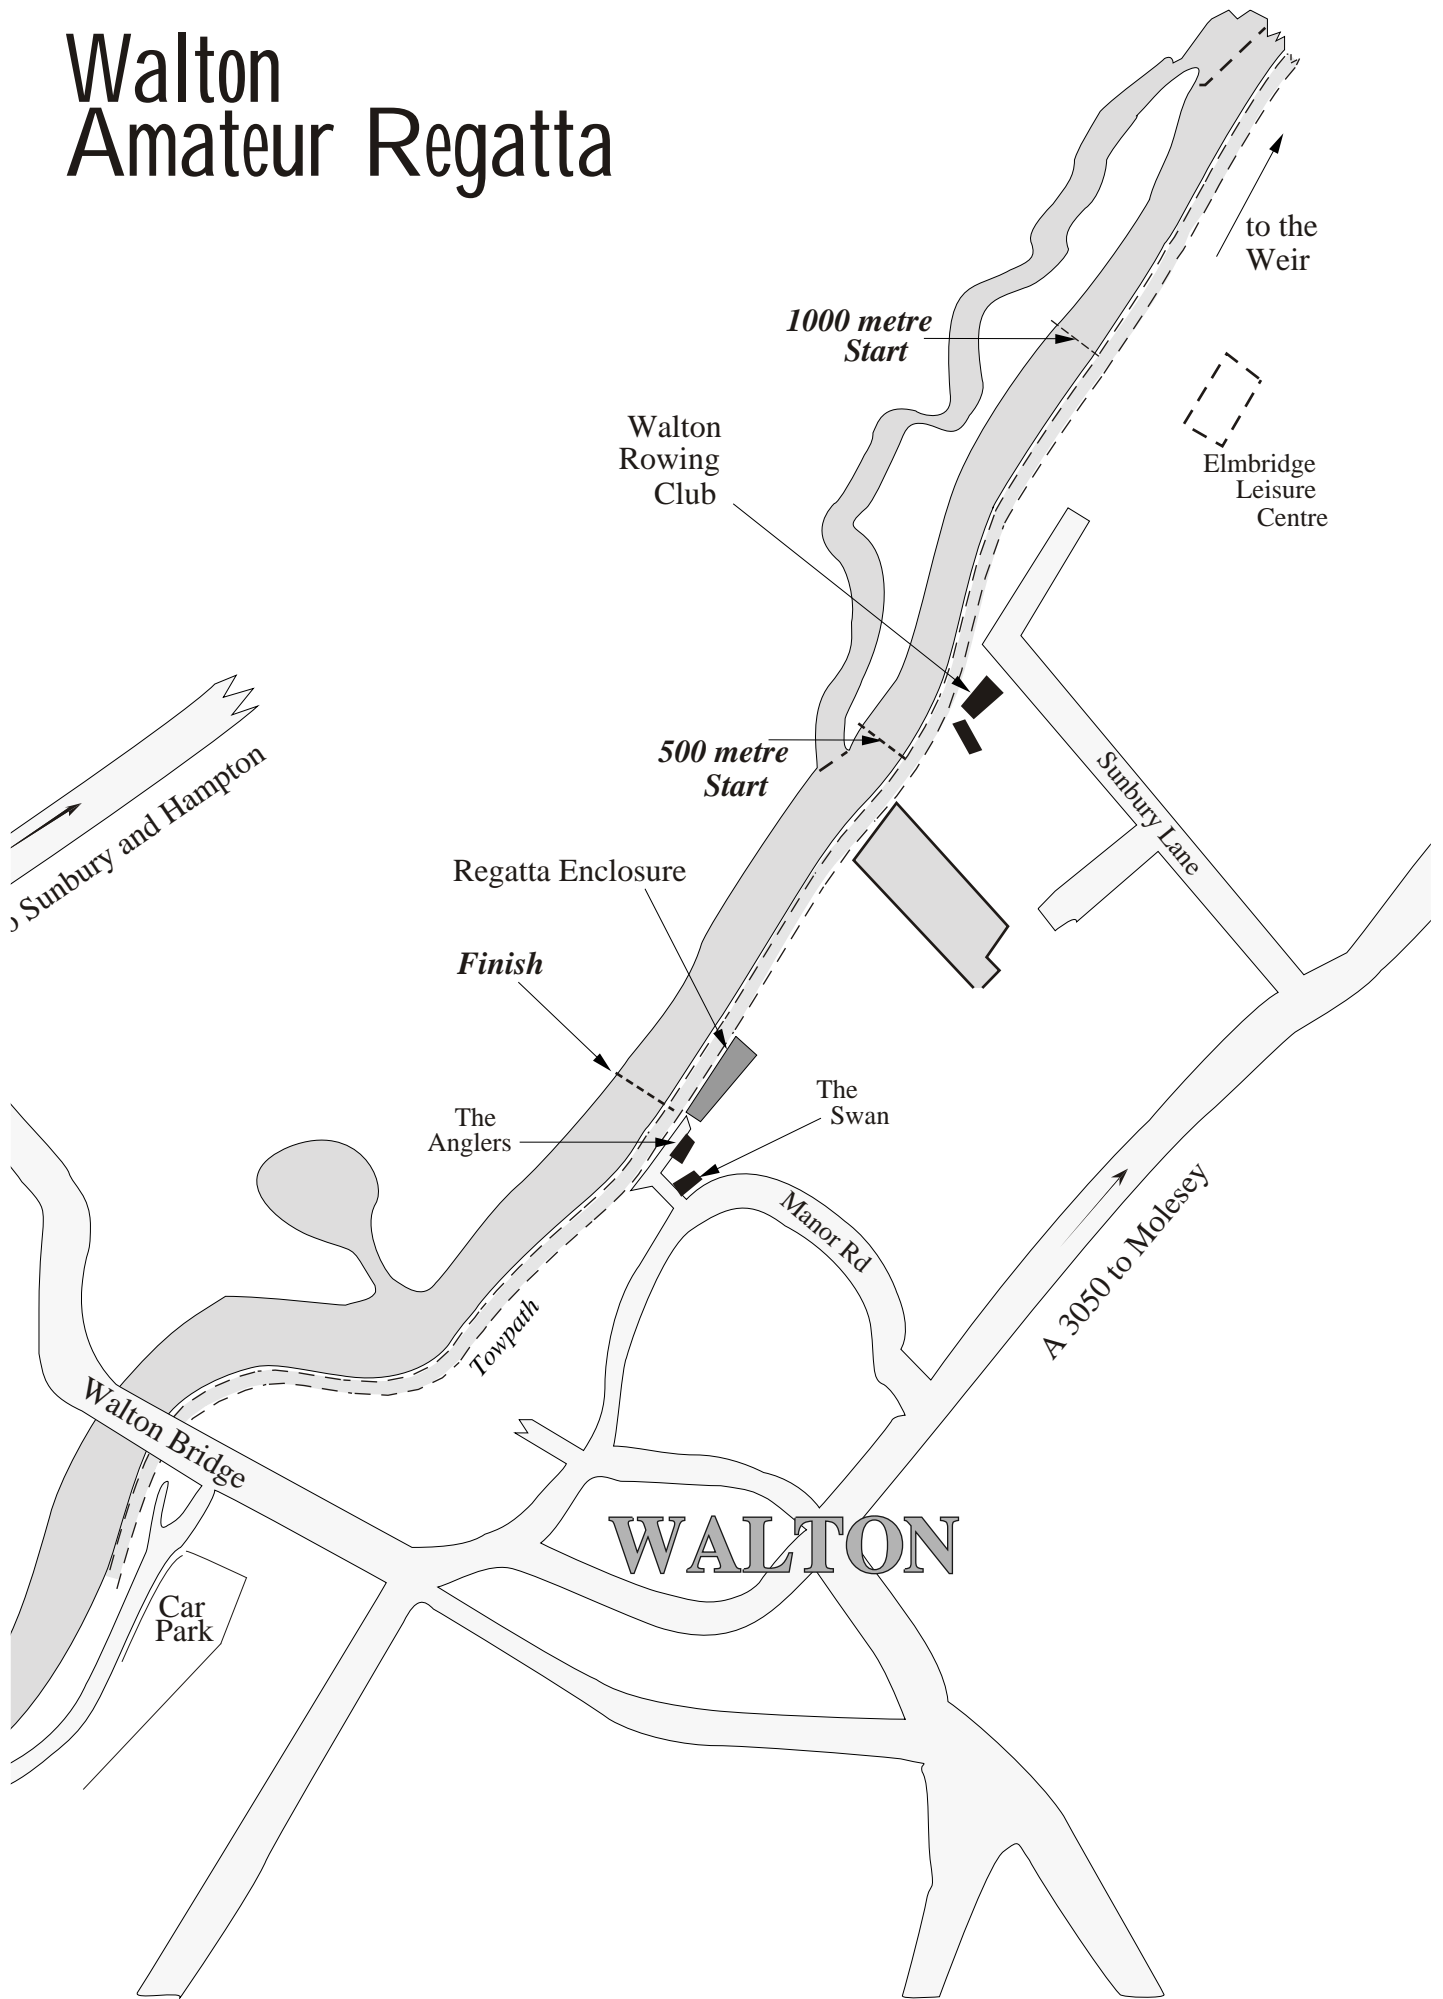 Walton
Amateur Regatta
to the
Weir
1000 metre
Start
Walton
Rowing
Club
Elmbridge
Leisure
Centre
500 metre
Start
Sunbury Lane
Sunbury and Hampton
Regatta Enclosure
Finish
The
Swan
The
Anglers
Manor Rd
A 3050 to Molesey
Towpath
Walton Bridge
WALTON
Car
Park